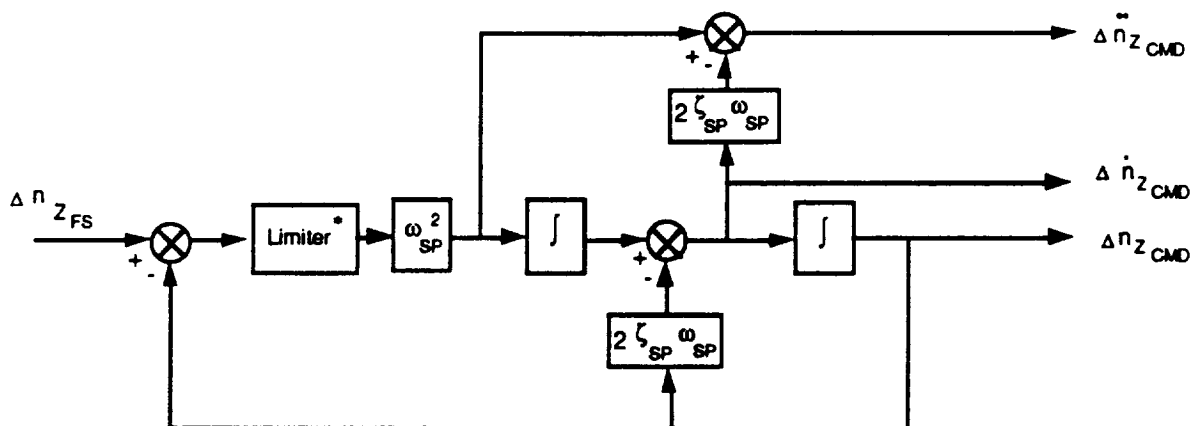 Δ n̈ Z CMD
+ -
2 ζ SP ω SP
Δ ṅ Z CMD
Δ n Z FS
Limiter*
ω SP 2
∫
∫
Δ n Z CMD
+ -
+ -
2 ζ SP ω SP